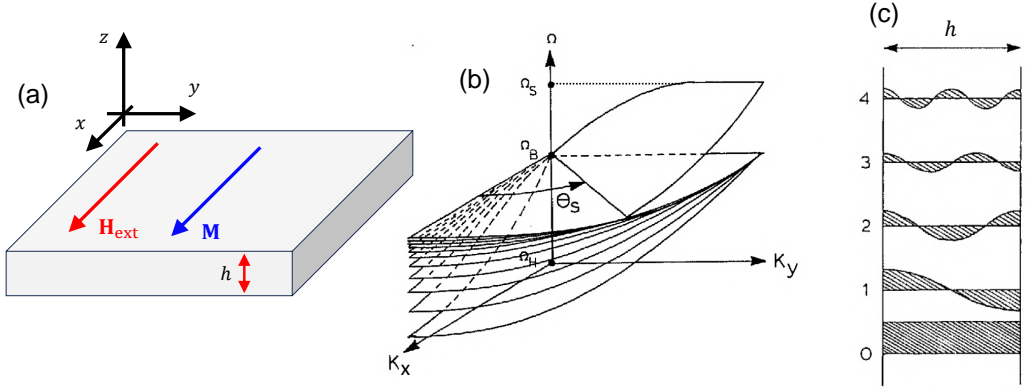 (a)
z
y
x
H_ext
M
h
(b)
Ω
Ω_S
Ω_B
Θ_s
Ω_H
K_y
K_x
(c)
h
4
3
2
1
0